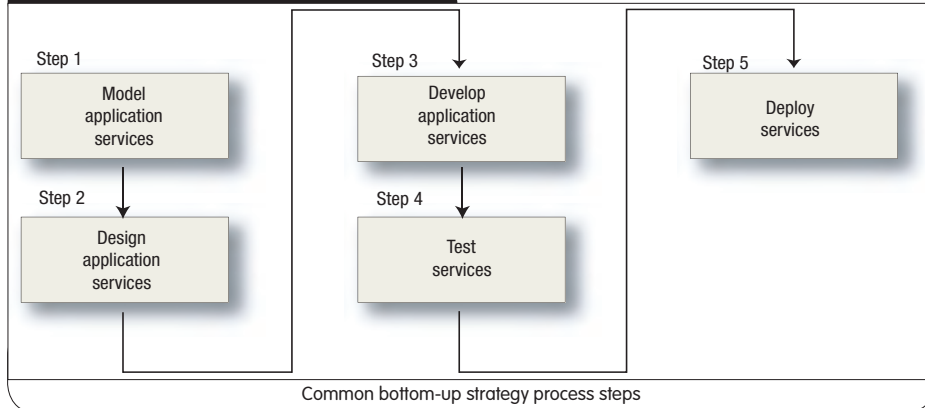 Step 1
Model
application
services
Step 2
Design
application
services
Step 3
Develop
application
services
Step 4
Test
services
Step 5
Deploy
services
Common bottom-up strategy process steps